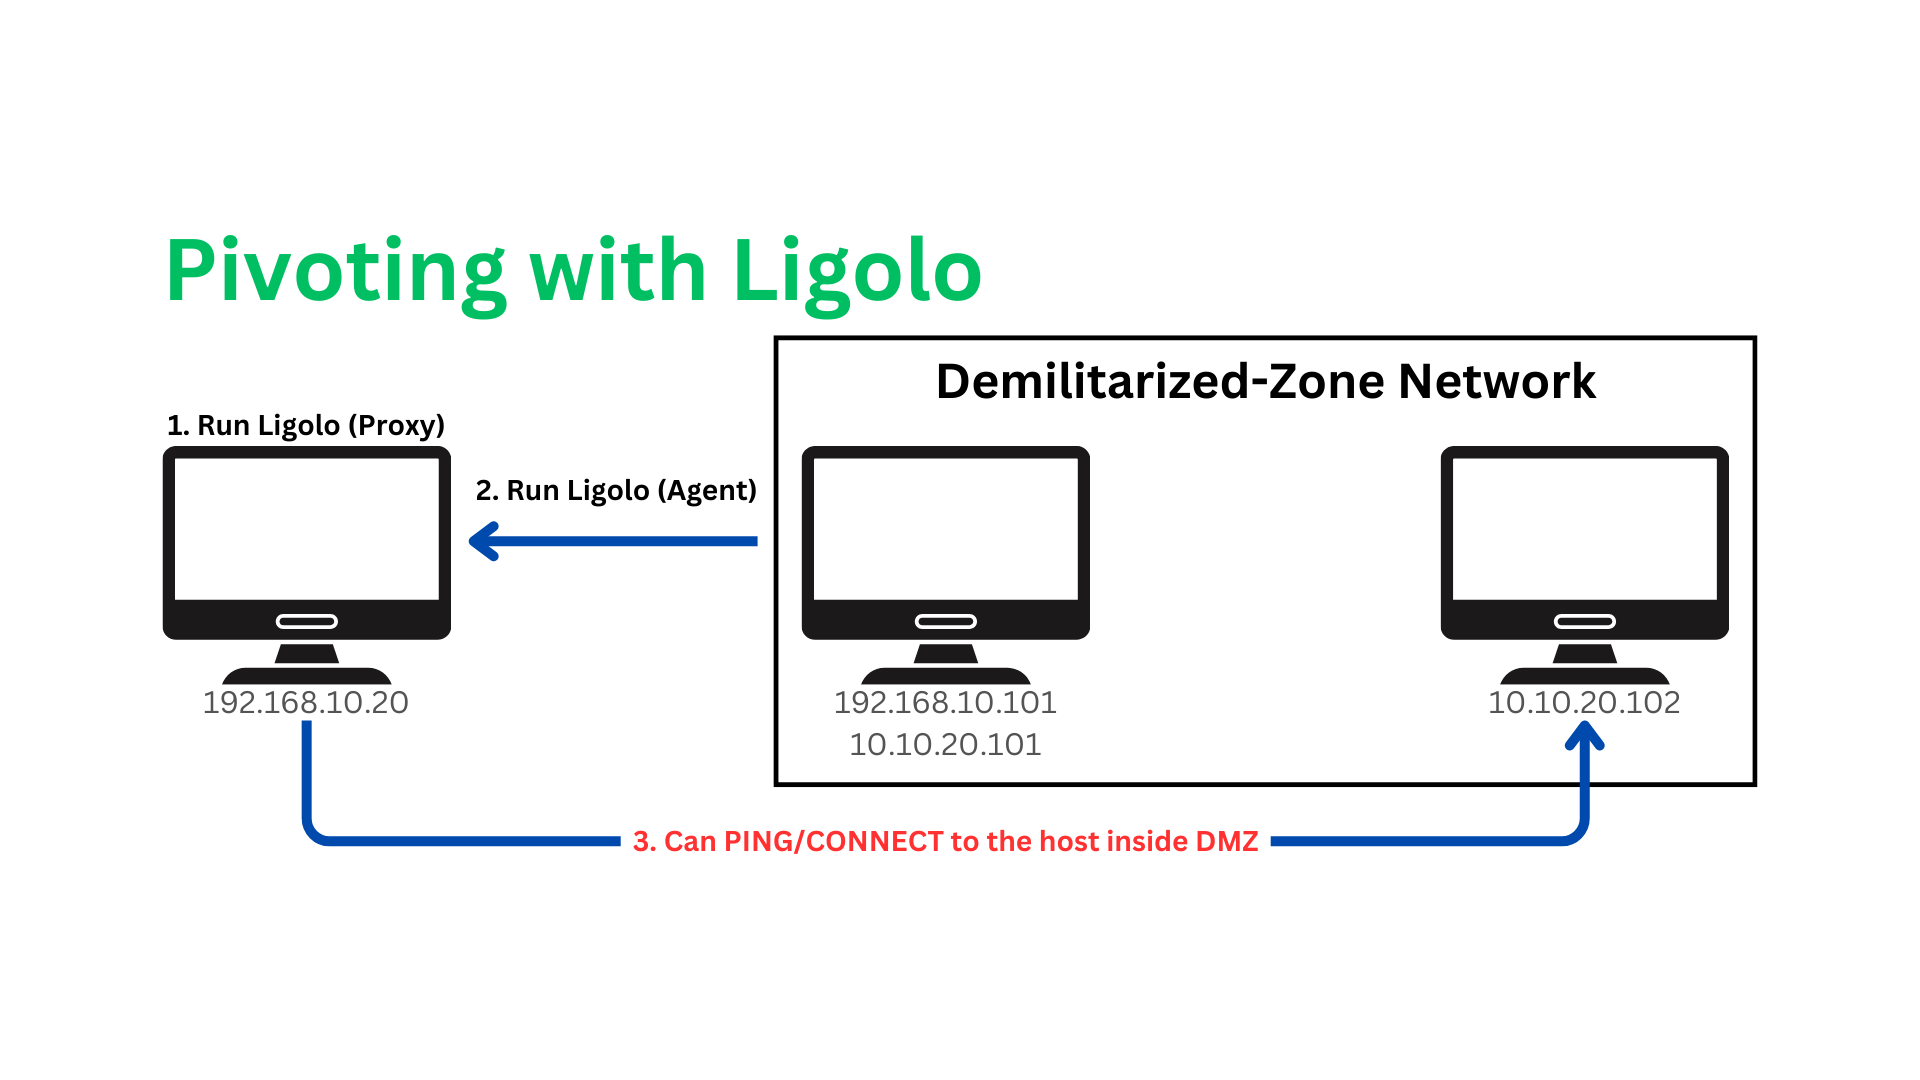 Pivoting with Ligolo
Demilitarized-Zone Network
1. Run Ligolo (Proxy)
2. Run Ligolo (Agent)
192.168.10.20
192.168.10.101
10.10.20.101
10.10.20.102
3. Can PING/CONNECT to the host inside DMZ